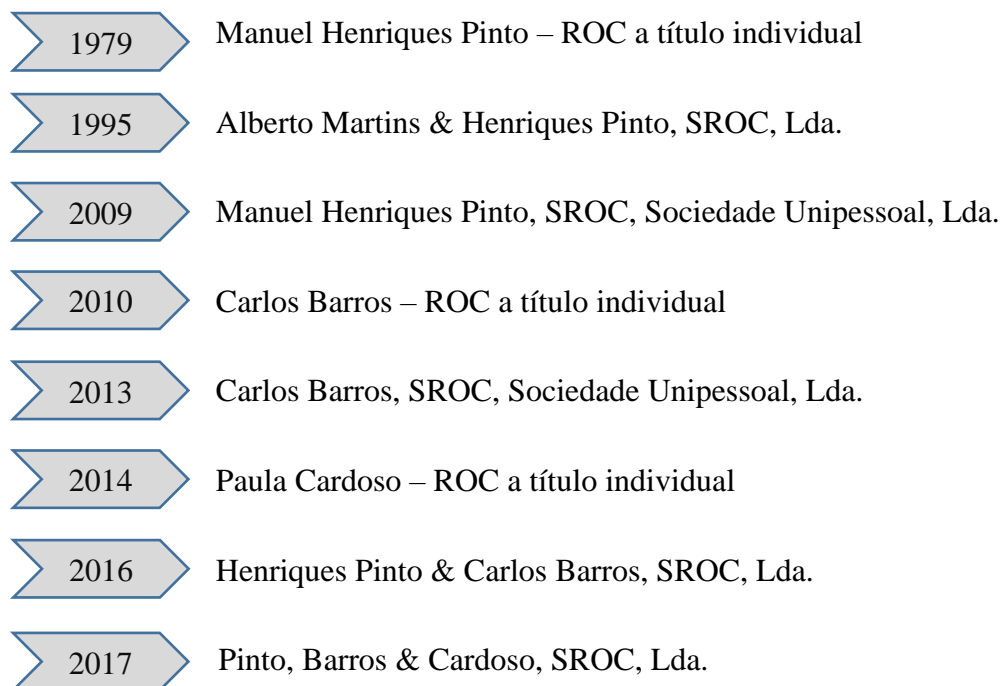 1979 Manuel Henriques Pinto – ROC a título individual
1995 Alberto Martins & Henriques Pinto, SROC, Lda.
2009 Manuel Henriques Pinto, SROC, Sociedade Unipessoal, Lda.
2010 Carlos Barros – ROC a título individual
2013 Carlos Barros, SROC, Sociedade Unipessoal, Lda.
2014 Paula Cardoso – ROC a título individual
2016 Henriques Pinto & Carlos Barros, SROC, Lda.
2017 Pinto, Barros & Cardoso, SROC, Lda.